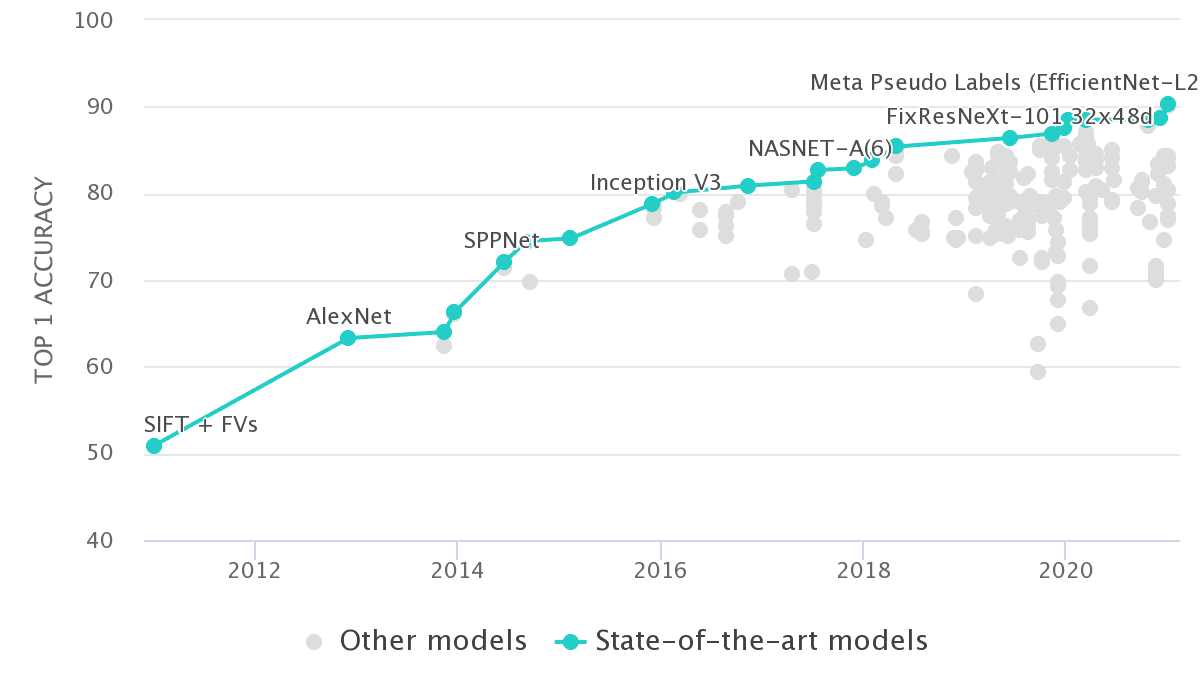 100
90
80
70
60
50
40
TOP 1 ACCURACY
Meta Pseudo Labels (EfficientNet-L2
FixResNeXt-101 32x48d
NASNET-A(6)
Inception V3
SPPNet
AlexNet
SIFT + FVs
2012
2014
2016
2018
2020
Other models
State-of-the-art models